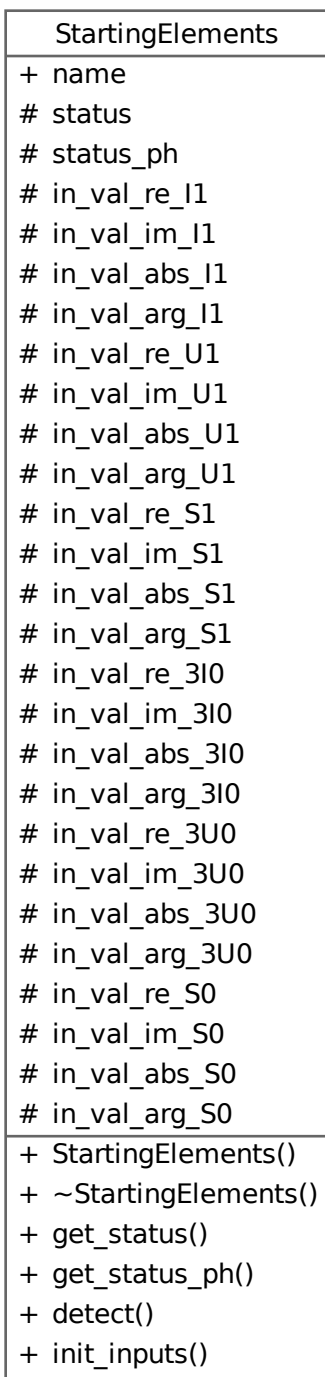 StartingElements
+ name
# status
# status_ph
# in_val_re_I1
# in_val_im_I1
# in_val_abs_I1
# in_val_arg_I1
# in_val_re_U1
# in_val_im_U1
# in_val_abs_U1
# in_val_arg_U1
# in_val_re_S1
# in_val_im_S1
# in_val_abs_S1
# in_val_arg_S1
# in_val_re_3I0
# in_val_im_3I0
# in_val_abs_3I0
# in_val_arg_3I0
# in_val_re_3U0
# in_val_im_3U0
# in_val_abs_3U0
# in_val_arg_3U0
# in_val_re_S0
# in_val_im_S0
# in_val_abs_S0
# in_val_arg_S0
+ StartingElements()
+ ~StartingElements()
+ get_status()
+ get_status_ph()
+ detect()
+ init_inputs()